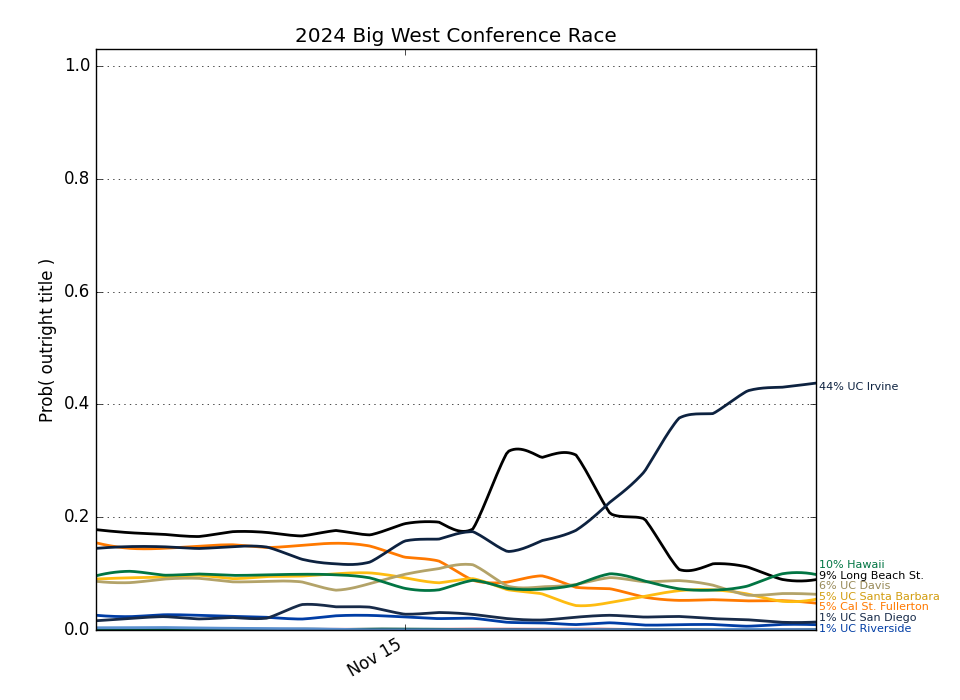 2024 Big West Conference Race
Prob( outright title )
1.0
0.8
0.6
0.4
0.2
0.0
Nov 15
44% UC Irvine
10% Hawaii
9% Long Beach St.
6% UC Davis
5% UC Santa Barbara
5% Cal St. Fullerton
1% UC San Diego
1% UC Riverside